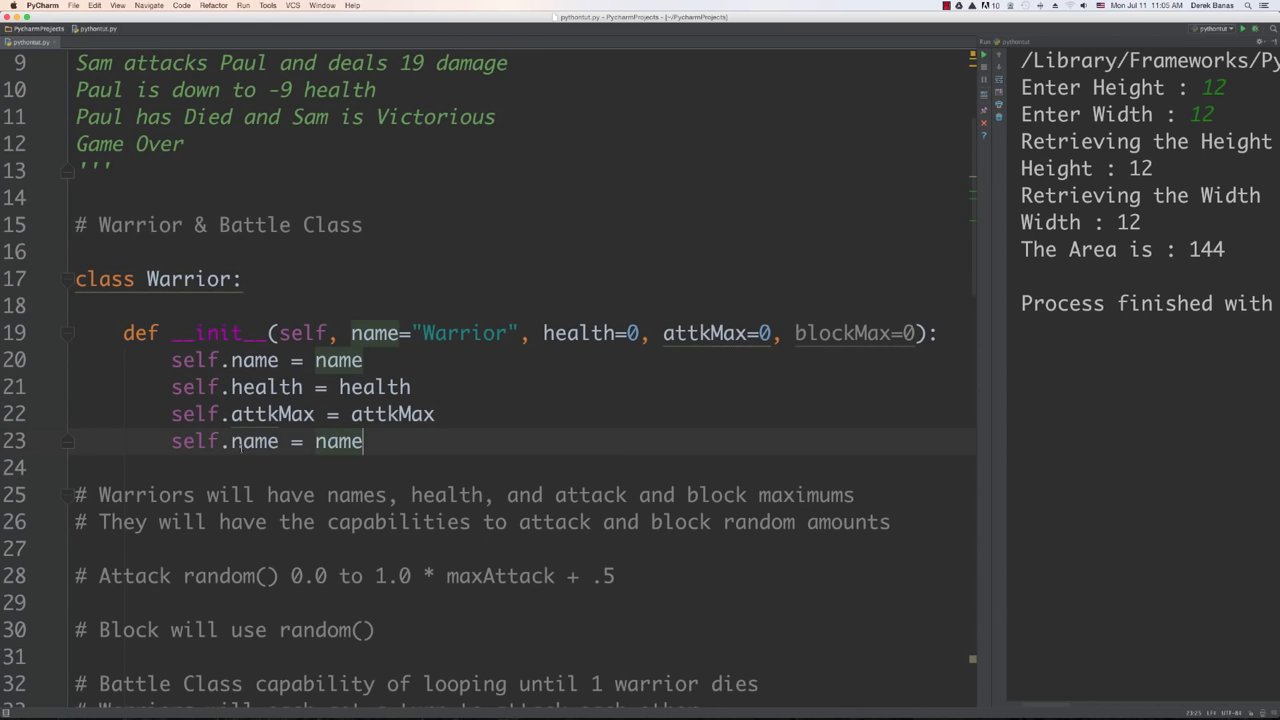 PyCharm File Edit View Navigate Code Refactor Run Tools VCS Window Help 10 Mon Jul 11 11:05 AM Derek Banas
pythontut.py - PycharmProjects - [~/PycharmProjects]
PycharmProjects pythontut.py pythontut
pythontut.py
Run pythontut
9 Sam attacks Paul and deals 19 damage
10 Paul is down to -9 health
11 Paul has Died and Sam is Victorious
12 Game Over
13 '''
14
15 # Warrior & Battle Class
16
17 class Warrior:
18
19 def __init__(self, name="Warrior", health=0, attkMax=0, blockMax=0):
20 self.name = name
21 self.health = health
22 self.attkMax = attkMax
23 self.name = name
24
25 # Warriors will have names, health, and attack and block maximums
26 # They will have the capabilities to attack and block random amounts
27
28 # Attack random() 0.0 to 1.0 * maxAttack + .5
29
30 # Block will use random()
31
32 # Battle Class capability of looping until 1 warrior dies
/Library/Frameworks/Py
Enter Height : 12
Enter Width : 12
Retrieving the Height
Height : 12
Retrieving the Width
Width : 12
The Area is : 144
Process finished with
23:25 LF UTF-8